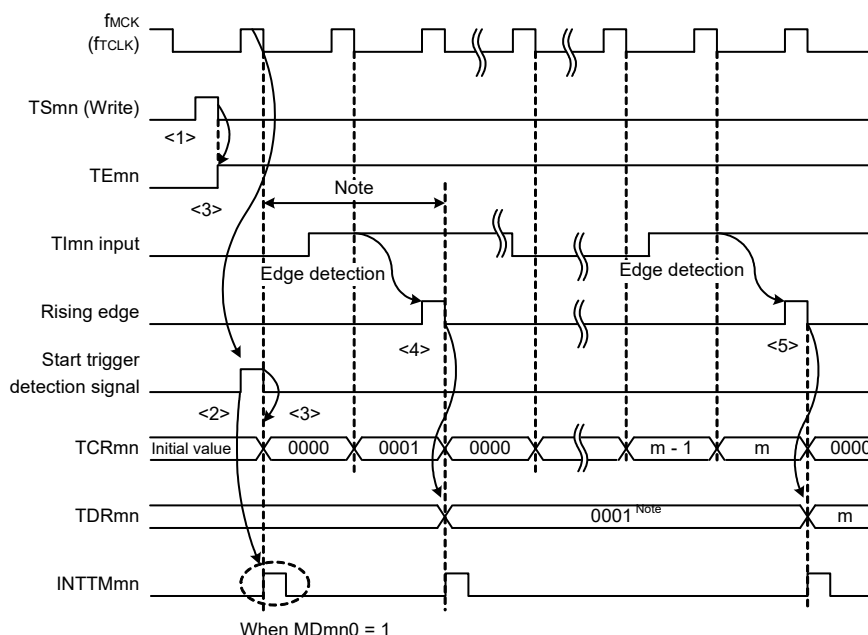 fMCK
(fTCLK)
TSmn (Write)
<1>
TEmn
<3>
Note
TImn input
Edge detection
Edge detection
Rising edge
<4>
<5>
Start trigger
detection signal
<2>
<3>
TCRmn
Initial value
0000
0001
0000
m - 1
m
0000
TDRmn
0001 Note
m
INTTMmn
When MDmn0 = 1